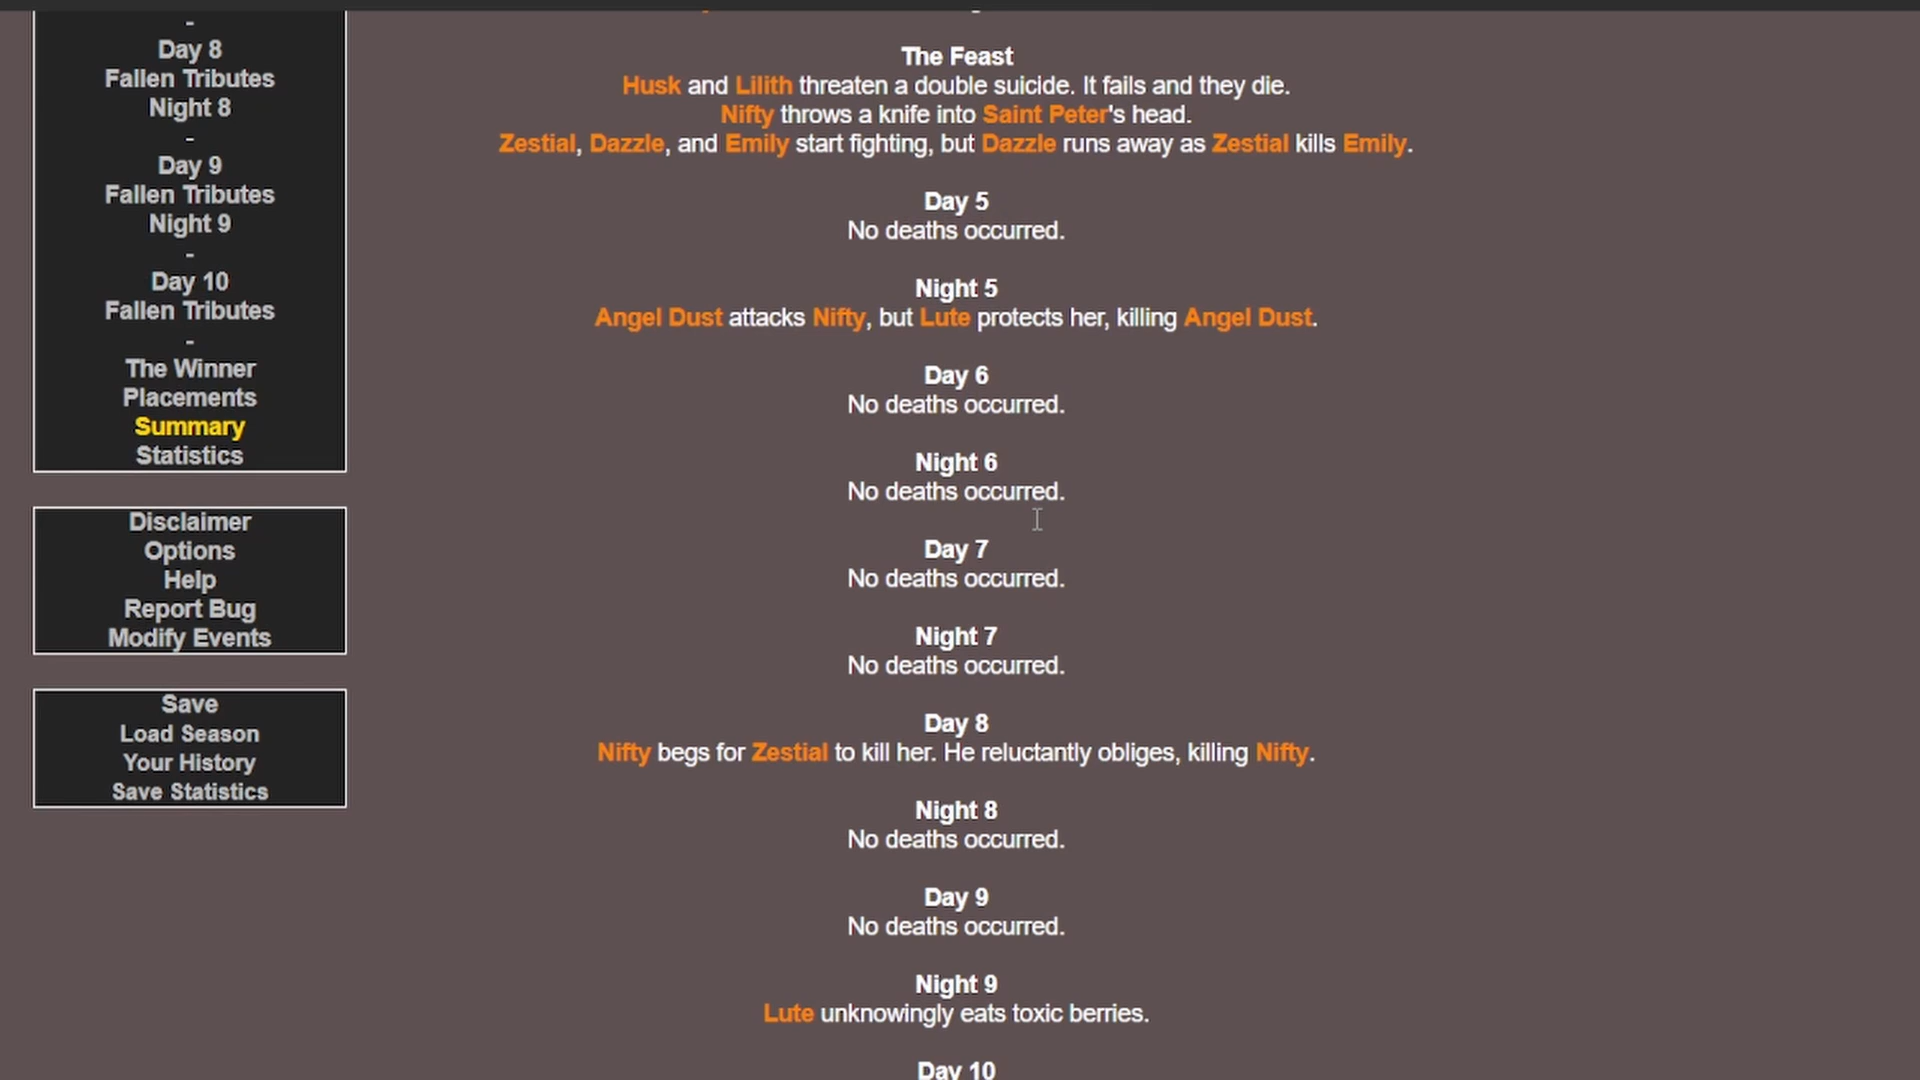 -
Day 8
Fallen Tributes
Night 8
-
Day 9
Fallen Tributes
Night 9
-
Day 10
Fallen Tributes
-
The Winner
Placements
Summary
Statistics
Disclaimer
Options
Help
Report Bug
Modify Events
Save
Load Season
Your History
Save Statistics
The Feast
Husk and Lilith threaten a double suicide. It fails and they die.
Nifty throws a knife into Saint Peter's head.
Zestial, Dazzle, and Emily start fighting, but Dazzle runs away as Zestial kills Emily.
Day 5
No deaths occurred.
Night 5
Angel Dust attacks Nifty, but Lute protects her, killing Angel Dust.
Day 6
No deaths occurred.
Night 6
No deaths occurred.
Day 7
No deaths occurred.
Night 7
No deaths occurred.
Day 8
Nifty begs for Zestial to kill her. He reluctantly obliges, killing Nifty.
Night 8
No deaths occurred.
Day 9
No deaths occurred.
Night 9
Lute unknowingly eats toxic berries.
Day 10